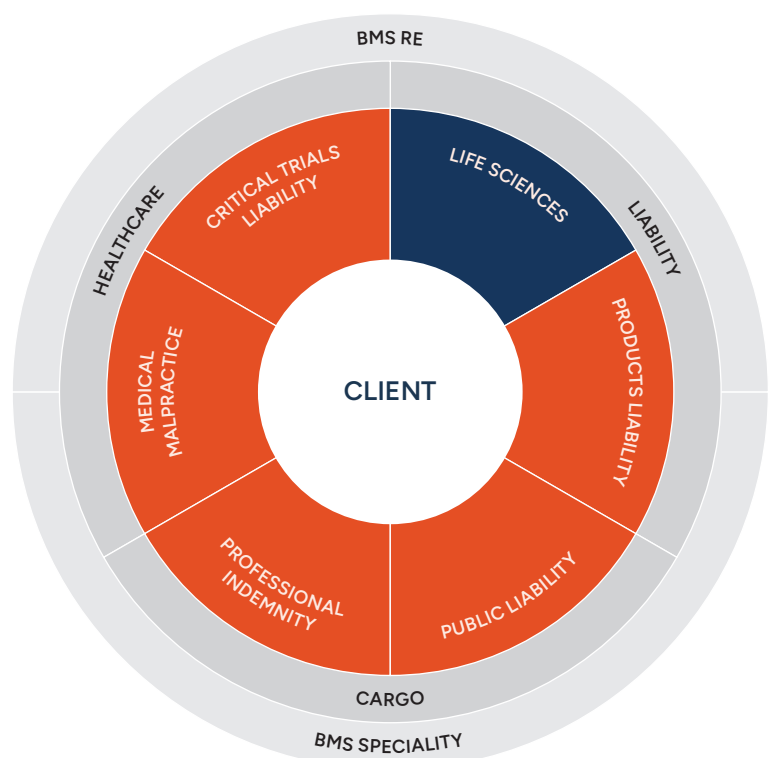 BMS RE
HEALTHCARE
LIABILITY
CRITICAL TRIALS
LIABILITY
LIFE SCIENCES
MEDICAL
MALPRACTICE
CLIENT
PRODUCTS LIABILITY
PROFESSIONAL
INDEMNITY
PUBLIC LIABILITY
CARGO
BMS SPECIALITY